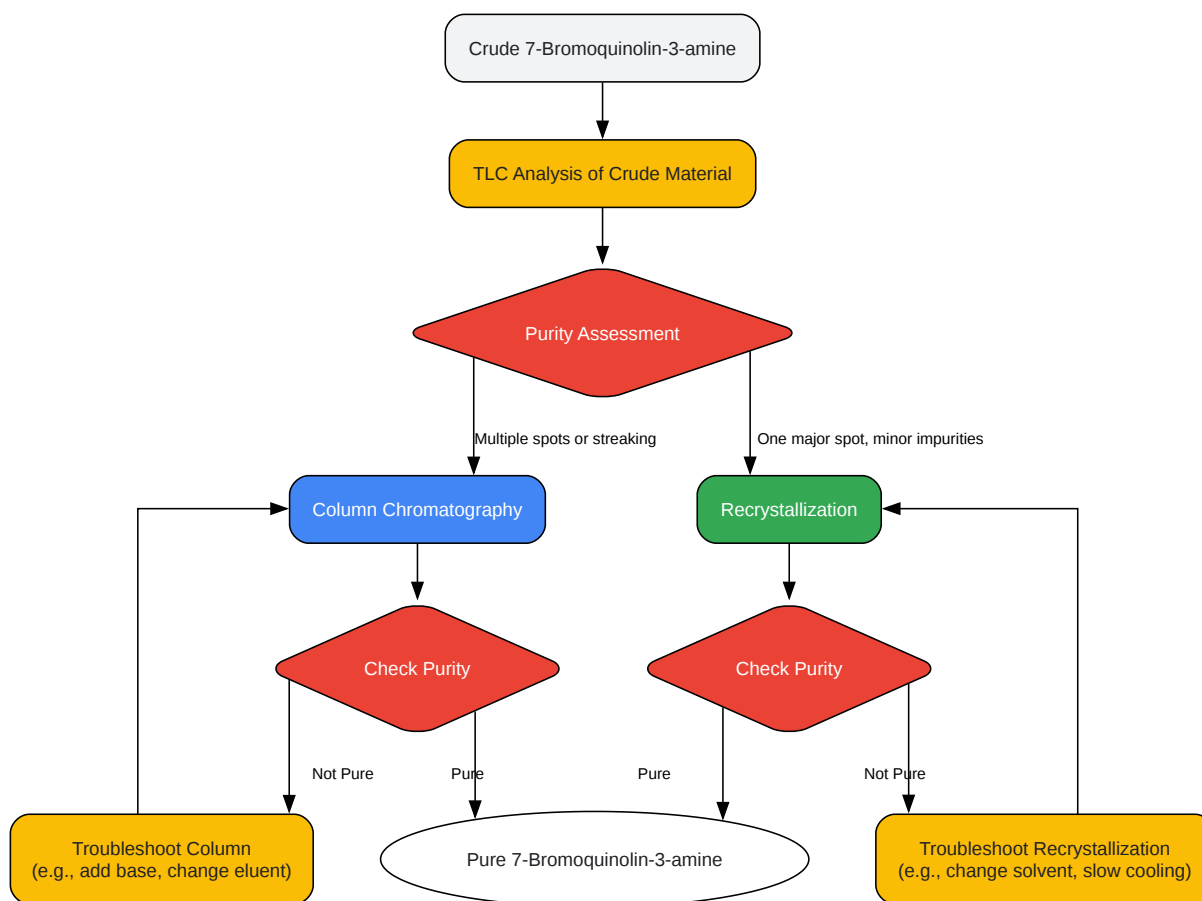 Crude 7-Bromoquinolin-3-amine
TLC Analysis of Crude Material
Purity Assessment
Multiple spots or streaking
One major spot, minor impurities
Column Chromatography
Recrystallization
Check Purity
Check Purity
Not Pure
Pure
Pure
Not Pure
Troubleshoot Column
(e.g., add base, change eluent)
Pure 7-Bromoquinolin-3-amine
Troubleshoot Recrystallization
(e.g., change solvent, slow cooling)